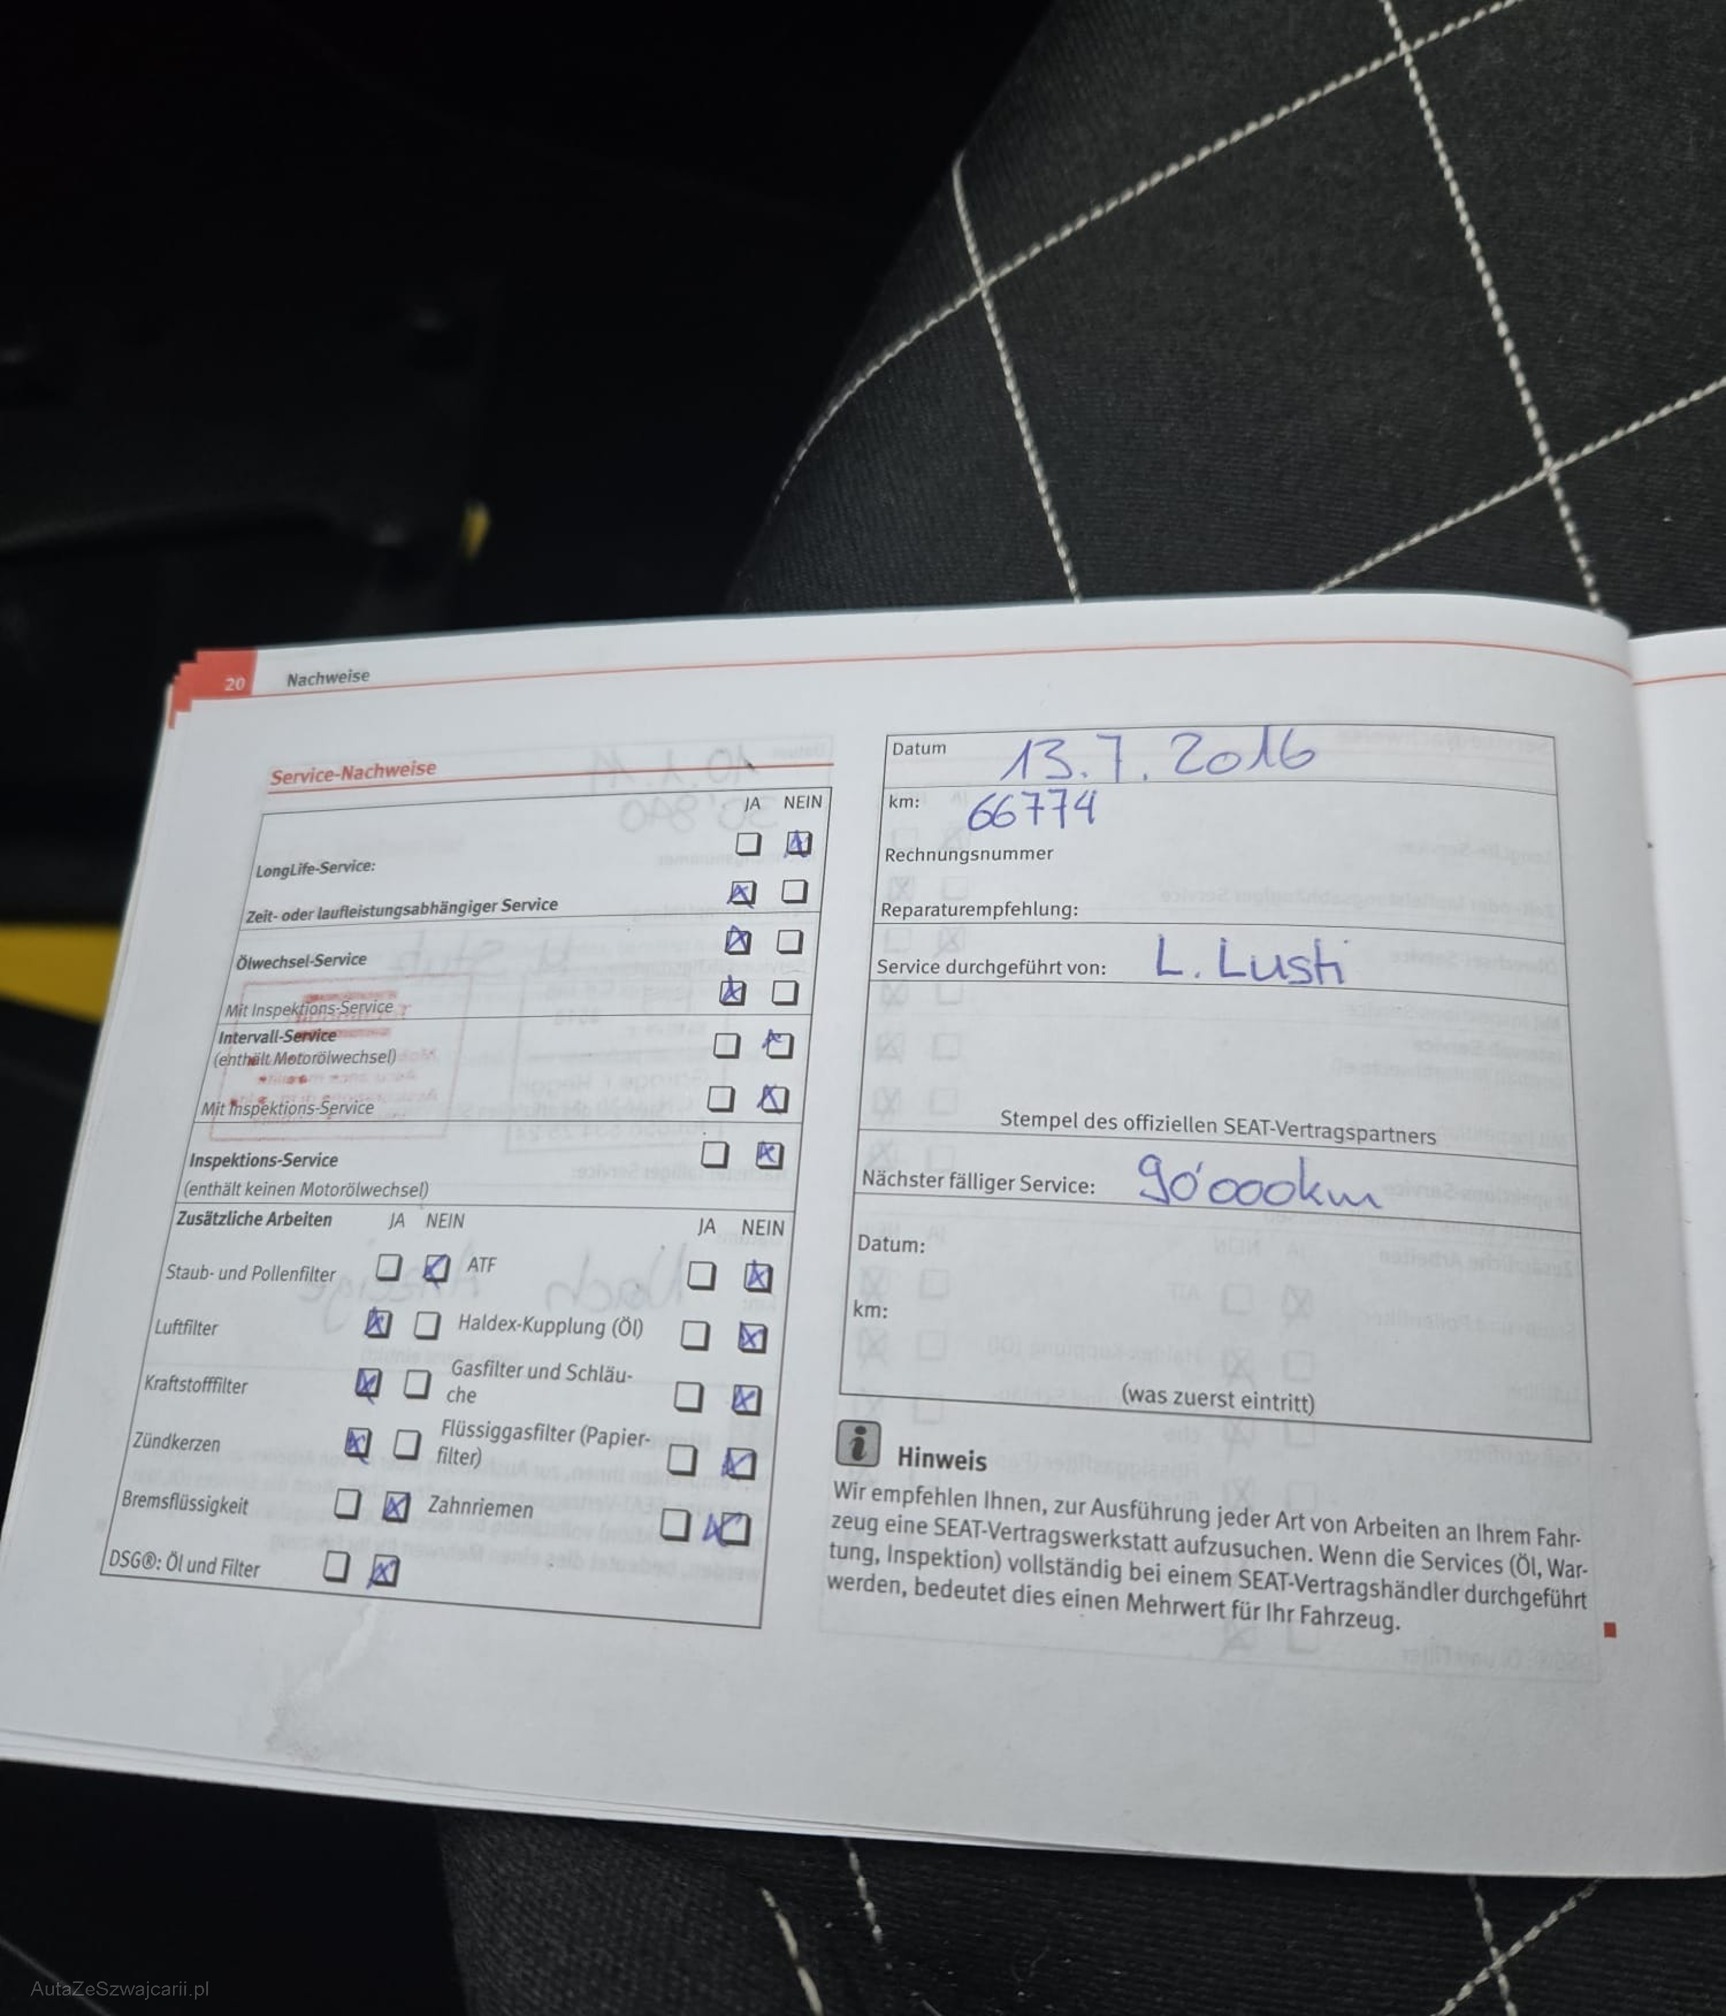 20 Nachweise
Service-Nachweise
JA NEIN
LongLife-Service:
Zeit- oder laufleistungsabhängiger Service
Ölwechsel-Service
Mit Inspektions-Service
Intervall-Service
(enthält Motorölwechsel)
Mit Inspektions-Service
Inspektions-Service
(enthält keinen Motorölwechsel)
Zusätzliche Arbeiten JA NEIN JA NEIN
Staub- und Pollenfilter ATF
Luftfilter Haldex-Kupplung (Öl)
Kraftstofffilter Gasfilter und Schläu-
che
Zündkerzen Flüssiggasfilter (Papier-
filter)
Bremsflüssigkeit Zahnriemen
DSG®: Öl und Filter
Datum 13.7.2016
km: 66774
Rechnungsnummer
Reparaturempfehlung:
Service durchgeführt von: L. Lusti
Stempel des offiziellen SEAT-Vertragspartners
Nächster fälliger Service: 90'000km
Datum:
km:
(was zuerst eintritt)
Hinweis
Wir empfehlen Ihnen, zur Ausführung jeder Art von Arbeiten an Ihrem Fahr-
zeug eine SEAT-Vertragswerkstatt aufzusuchen. Wenn die Services (Öl, War-
tung, Inspektion) vollständig bei einem SEAT-Vertragshändler durchgeführt
werden, bedeutet dies einen Mehrwert für Ihr Fahrzeug.
AutaZeSzwajcarii.pl